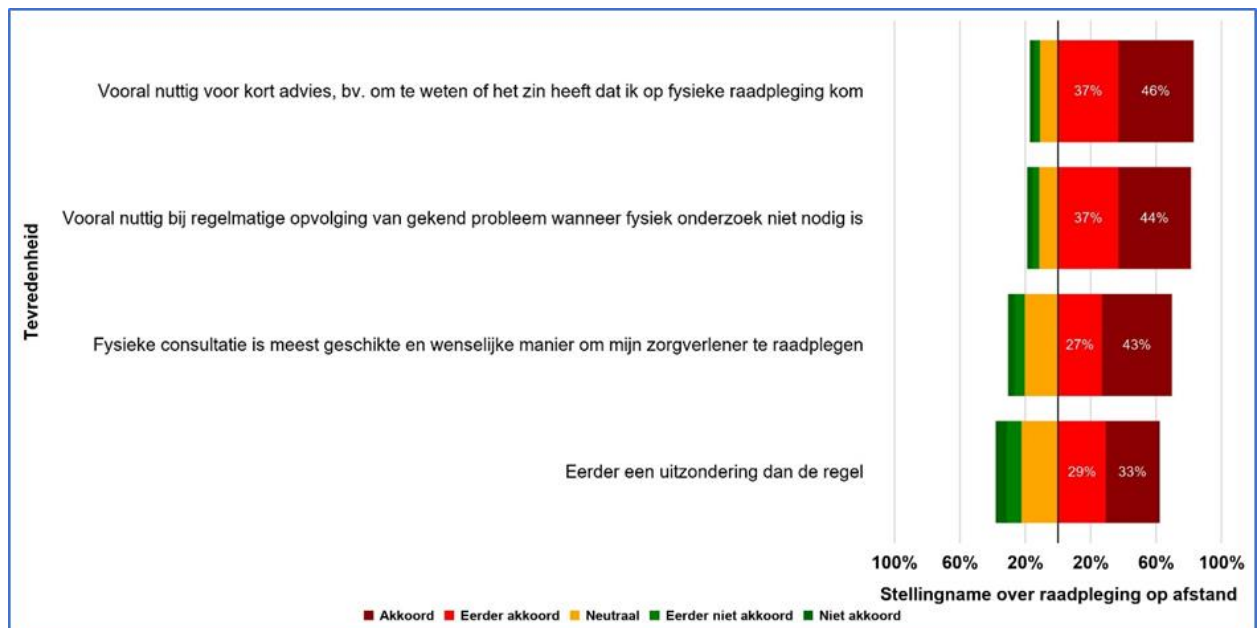 Tevredenheid
Vooral nuttig voor kort advies, bv. om te weten of het zin heeft dat ik op fysieke raadpleging kom
37% 46%
Vooral nuttig bij regelmatige opvolging van gekend probleem wanneer fysiek onderzoek niet nodig is
37% 44%
Fysieke consultatie is meest geschikte en wenselijke manier om mijn zorgverlener te raadplegen
27% 43%
Eerder een uitzondering dan de regel
29% 33%
100% 60% 20% 20% 60% 100%
Stellingname over raadpleging op afstand
Akkoord Eerder akkoord Neutraal Eerder niet akkoord Niet akkoord